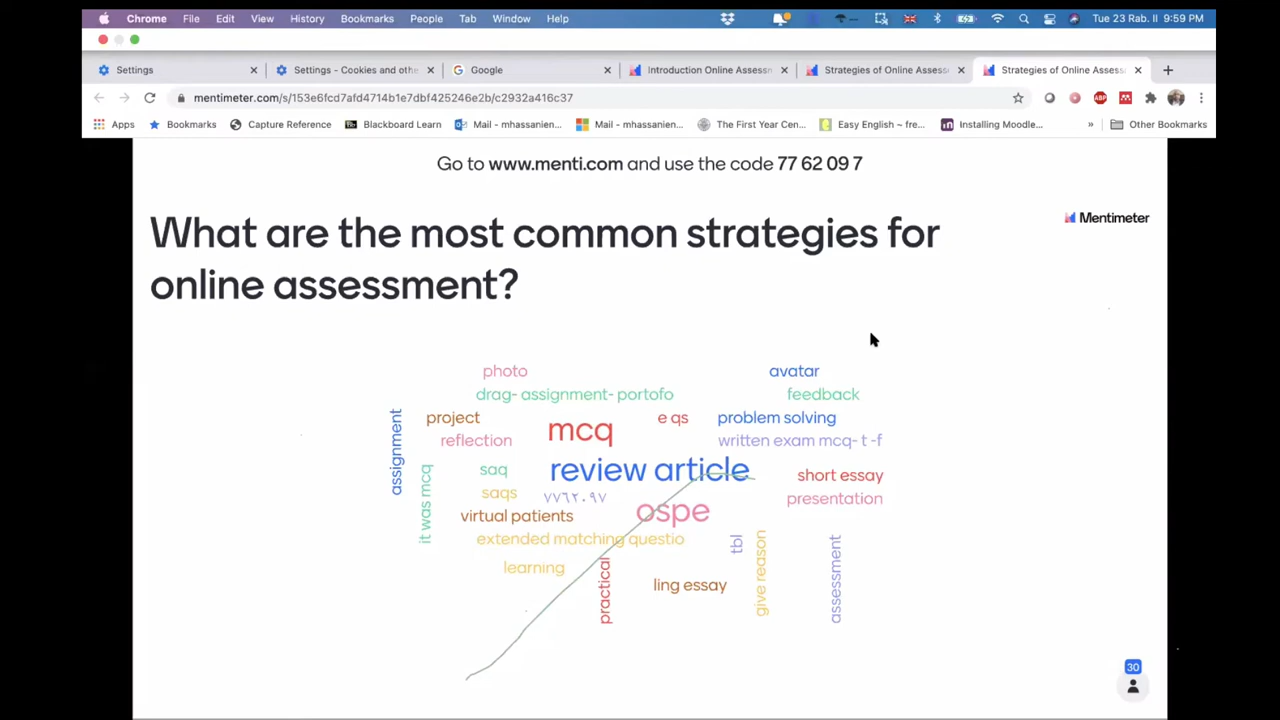 Chrome File Edit View History Bookmarks People Tab Window Help Tue 23 Rab. II 9:59 PM
Settings Settings - Cookies and othe Google Introduction Online Assessm Strategies of Online Assess Strategies of Online Assess
mentimeter.com/s/153e6fcd7afd4714b1e7dbf425246e2b/c2932a416c37 ABP
Apps Bookmarks Capture Reference Blackboard Learn Mail - mhassanien... Mail - mhassanien... The First Year Cen... Easy English ~ fre... Installing Moodle... » Other Bookmarks
Go to www.menti.com and use the code 77 62 09 7
Mentimeter
What are the most common strategies for
online assessment?
photo avatar
drag- assignment- portofo feedback
project mcq e qs problem solving
assignment reflection written exam mcq- t -f
it was mcq saq review article short essay
saqs ٧٧٦٢٠٩٧ presentation
virtual patients ospe
extended matching questio tbl give reason assessment
learning practical ling essay
30